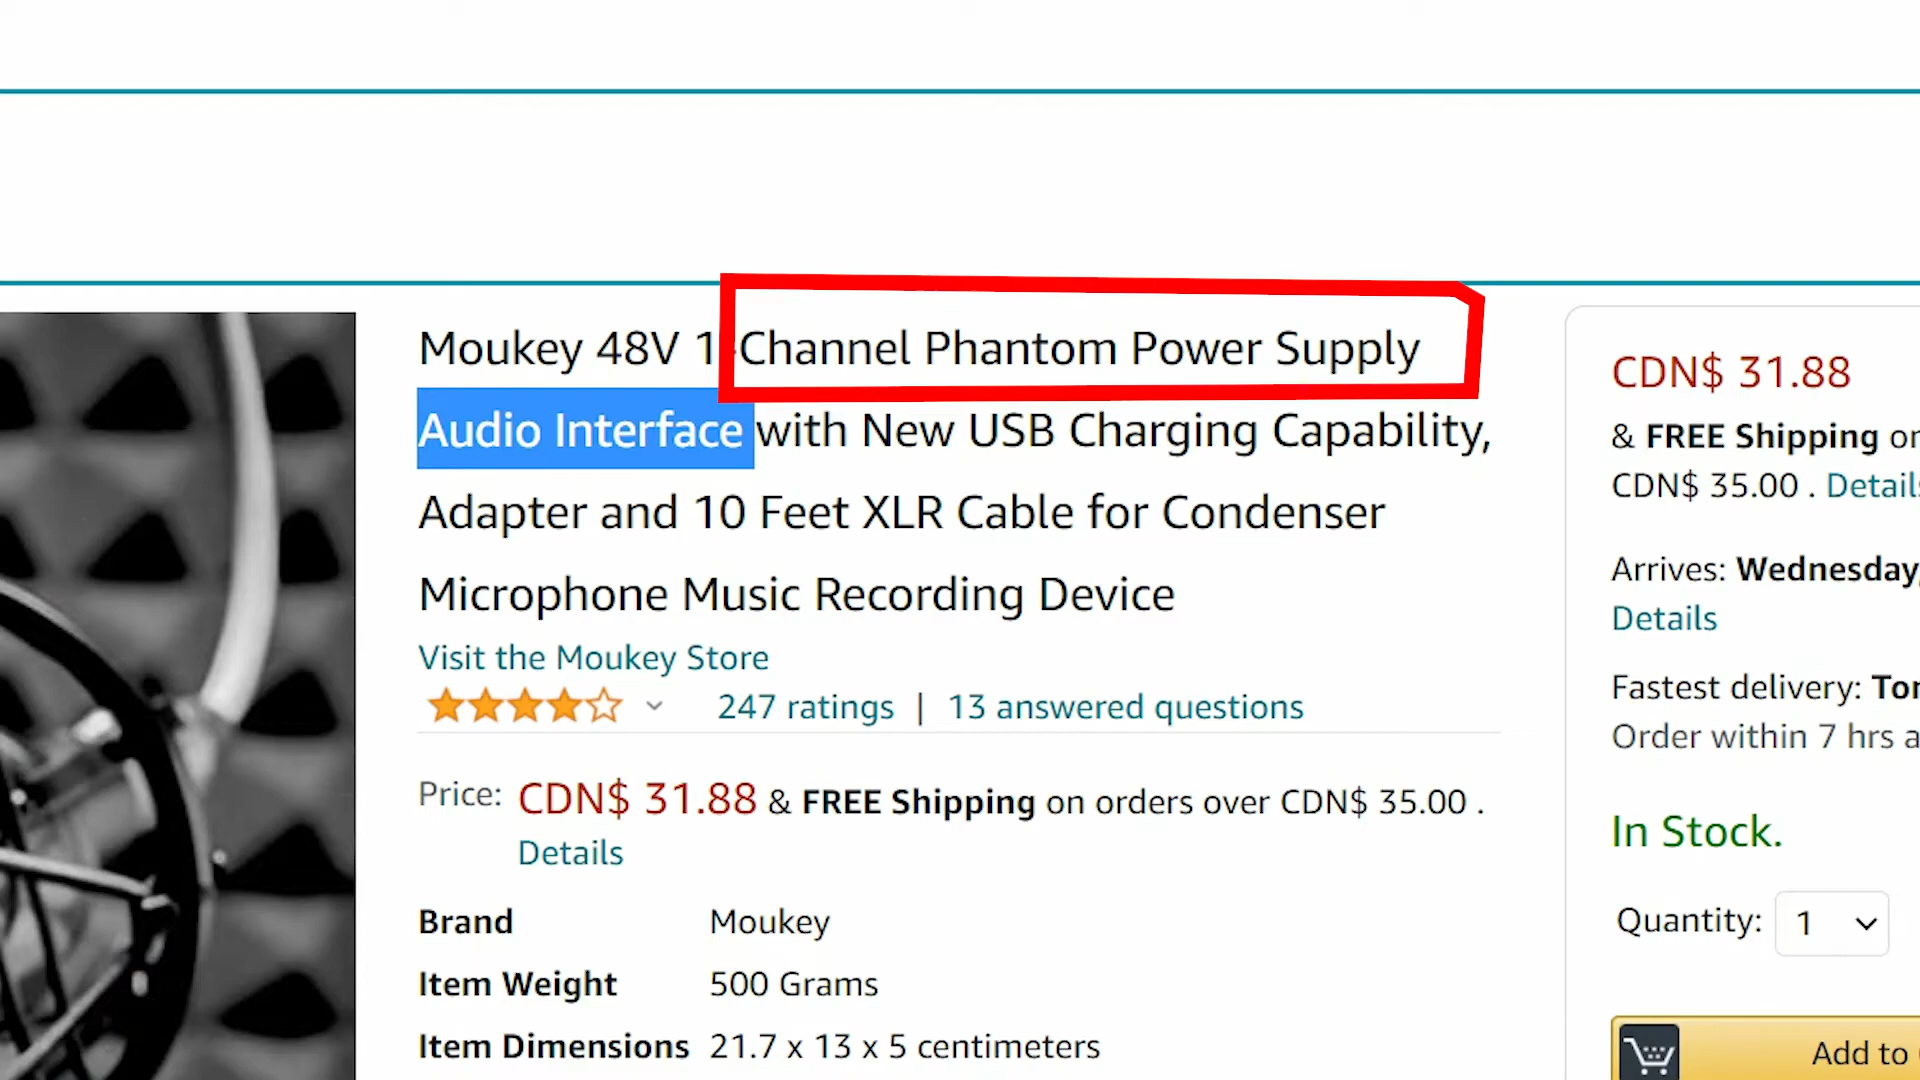 Moukey 48V 1-Channel Phantom Power Supply
Audio Interface with New USB Charging Capability,
Adapter and 10 Feet XLR Cable for Condenser
Microphone Music Recording Device
Visit the Moukey Store
247 ratings | 13 answered questions
Price: CDN$ 31.88 & FREE Shipping on orders over CDN$ 35.00 .
Details
Brand Moukey
Item Weight 500 Grams
Item Dimensions 21.7 x 13 x 5 centimeters
CDN$ 31.88
& FREE Shipping
CDN$ 35.00 . Details
Arrives: Wednesday,
Details
Fastest delivery:
Order within 7 hrs
In Stock.
Quantity: 1
Add to